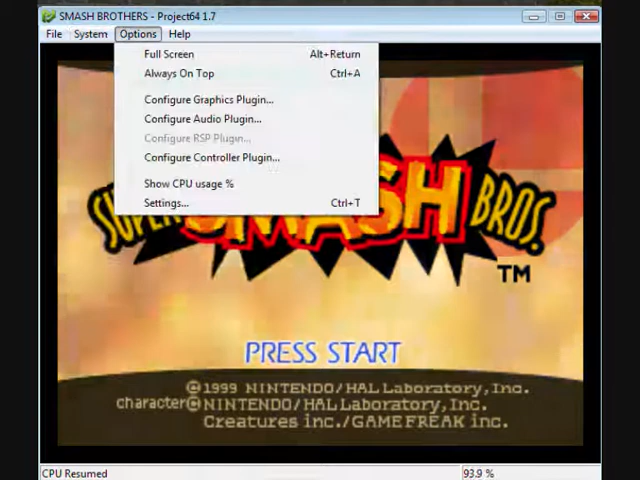 SMASH BROTHERS - Project64 1.7
File System Options Help
Full Screen Alt+Return
Always On Top Ctrl+A
Configure Graphics Plugin...
Configure Audio Plugin...
Configure RSP Plugin...
Configure Controller Plugin...
Show CPU usage %
Settings... Ctrl+T
SUPER SMASH BROS.
TM
PRESS START
©1999 NINTENDO/HAL Laboratory, Inc.
character©NINTENDO/HAL Laboratory, Inc.
Creatures inc./GAME FREAK inc.
CPU Resumed 93.9 %